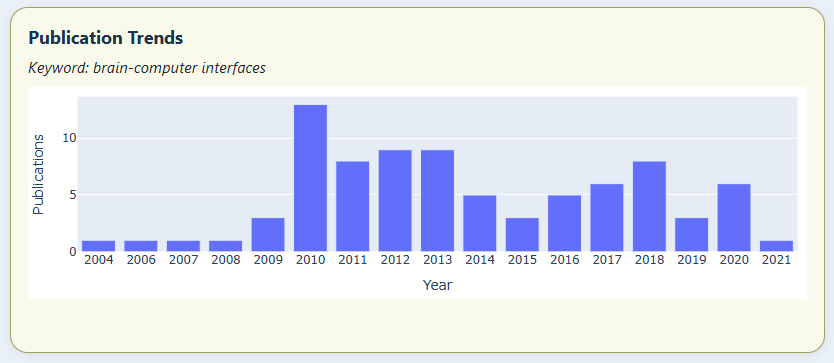 Publication Trends
Keyword: brain-computer interfaces
Publications
10
5
0
2004 2006 2007 2008 2009 2010 2011 2012 2013 2014 2015 2016 2017 2018 2019 2020 2021
Year